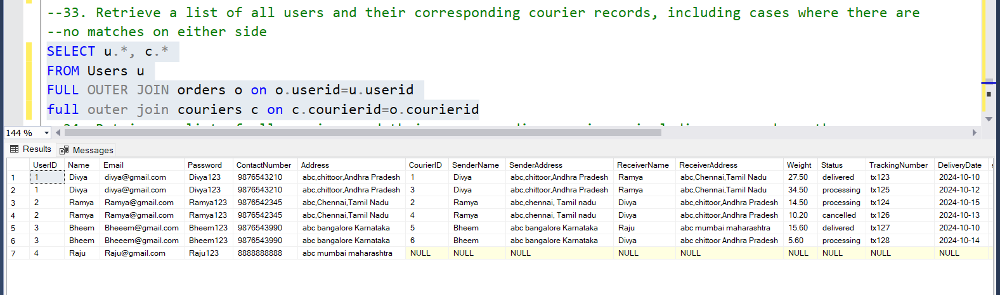 --33. Retrieve a list of all users and their corresponding courier records, including cases where there are
--no matches on either side
SELECT u.*, c.*
FROM Users u
FULL OUTER JOIN orders o on o.userid=u.userid
full outer join couriers c on c.courierid=o.courierid
144 %
Results Messages
UserID Name Email Password ContactNumber Address CourierID SenderName SenderAddress ReceiverName ReceiverAddress Weight Status TrackingNumber DeliveryDate
1 1 Divya divya@gmail.com Divya123 9876543210 abc,chittoor,Andhra Pradesh 1 Divya abc,chittoor,Andhra Pradesh Ramya abc,Chennai,Tamil Nadu 27.50 delivered tx123 2024-10-10
2 1 Divya divya@gmail.com Divya123 9876543210 abc,chittoor,Andhra Pradesh 3 Divya abc,chittoor,Andhra Pradesh Ramya abc,Chennai,Tamil Nadu 34.50 processing tx125 2024-10-12
3 2 Ramya Ramya@gmail.com Ramya123 9876542345 abc,Chennai,Tamil Nadu 2 Ramya abc,chennai, Tamil nadu Divya abc,chittoor,Andhra Pradesh 14.50 processing tx124 2024-10-15
4 2 Ramya Ramya@gmail.com Ramya123 9876542345 abc,Chennai,Tamil Nadu 4 Ramya abc,chennai, Tamil nadu Divya abc,chittoor,Andhra Pradesh 10.20 cancelled tx126 2024-10-13
5 3 Bheem Bheeem@gmail.com Bheem123 9876543990 abc bangalore Karnataka 5 Bheem abc bangalore Karnataka Raju abc mumbai maharashtra 15.60 delivered tx127 2024-10-10
6 3 Bheem Bheeem@gmail.com Bheem123 9876543990 abc bangalore Karnataka 6 Bheem abc bangalore Karnataka Divya abc chittoor Andhra Pradesh 5.60 processing tx128 2024-10-14
7 4 Raju Raju@gmail.com Raju123 8888888888 abc mumbai maharashtra NULL NULL NULL NULL NULL NULL NULL NULL NULL